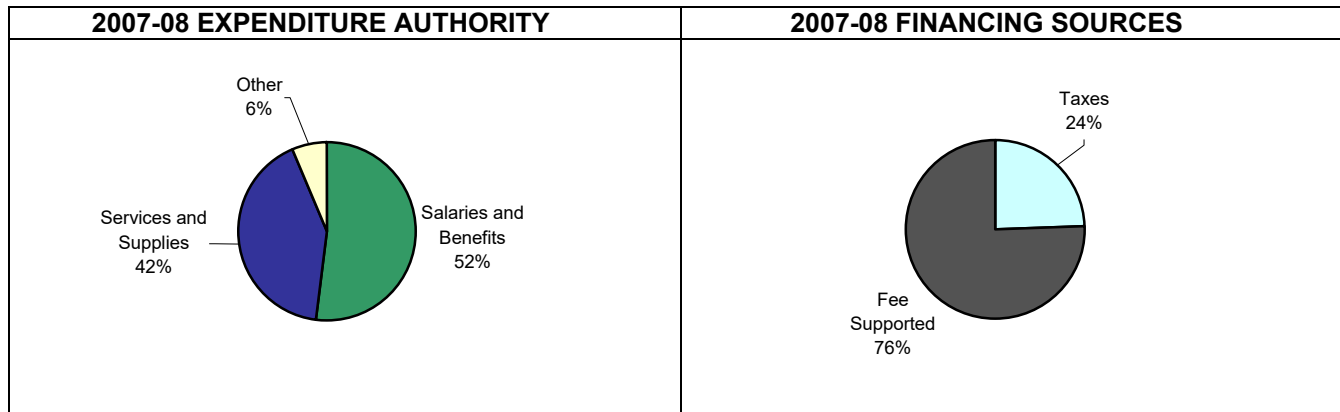 2007-08 EXPENDITURE AUTHORITY
Other
6%
Services and
Supplies
42%
Salaries and
Benefits
52%
2007-08 FINANCING SOURCES
Taxes
24%
Fee
Supported
76%